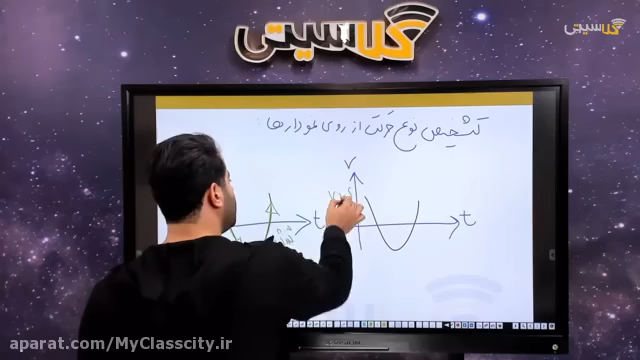 کلاسیتی
کلاسیتی
تشخیص نوع حرکت از روی نمودارها:
v
t
t
aparat.com/MyClasscity.ir